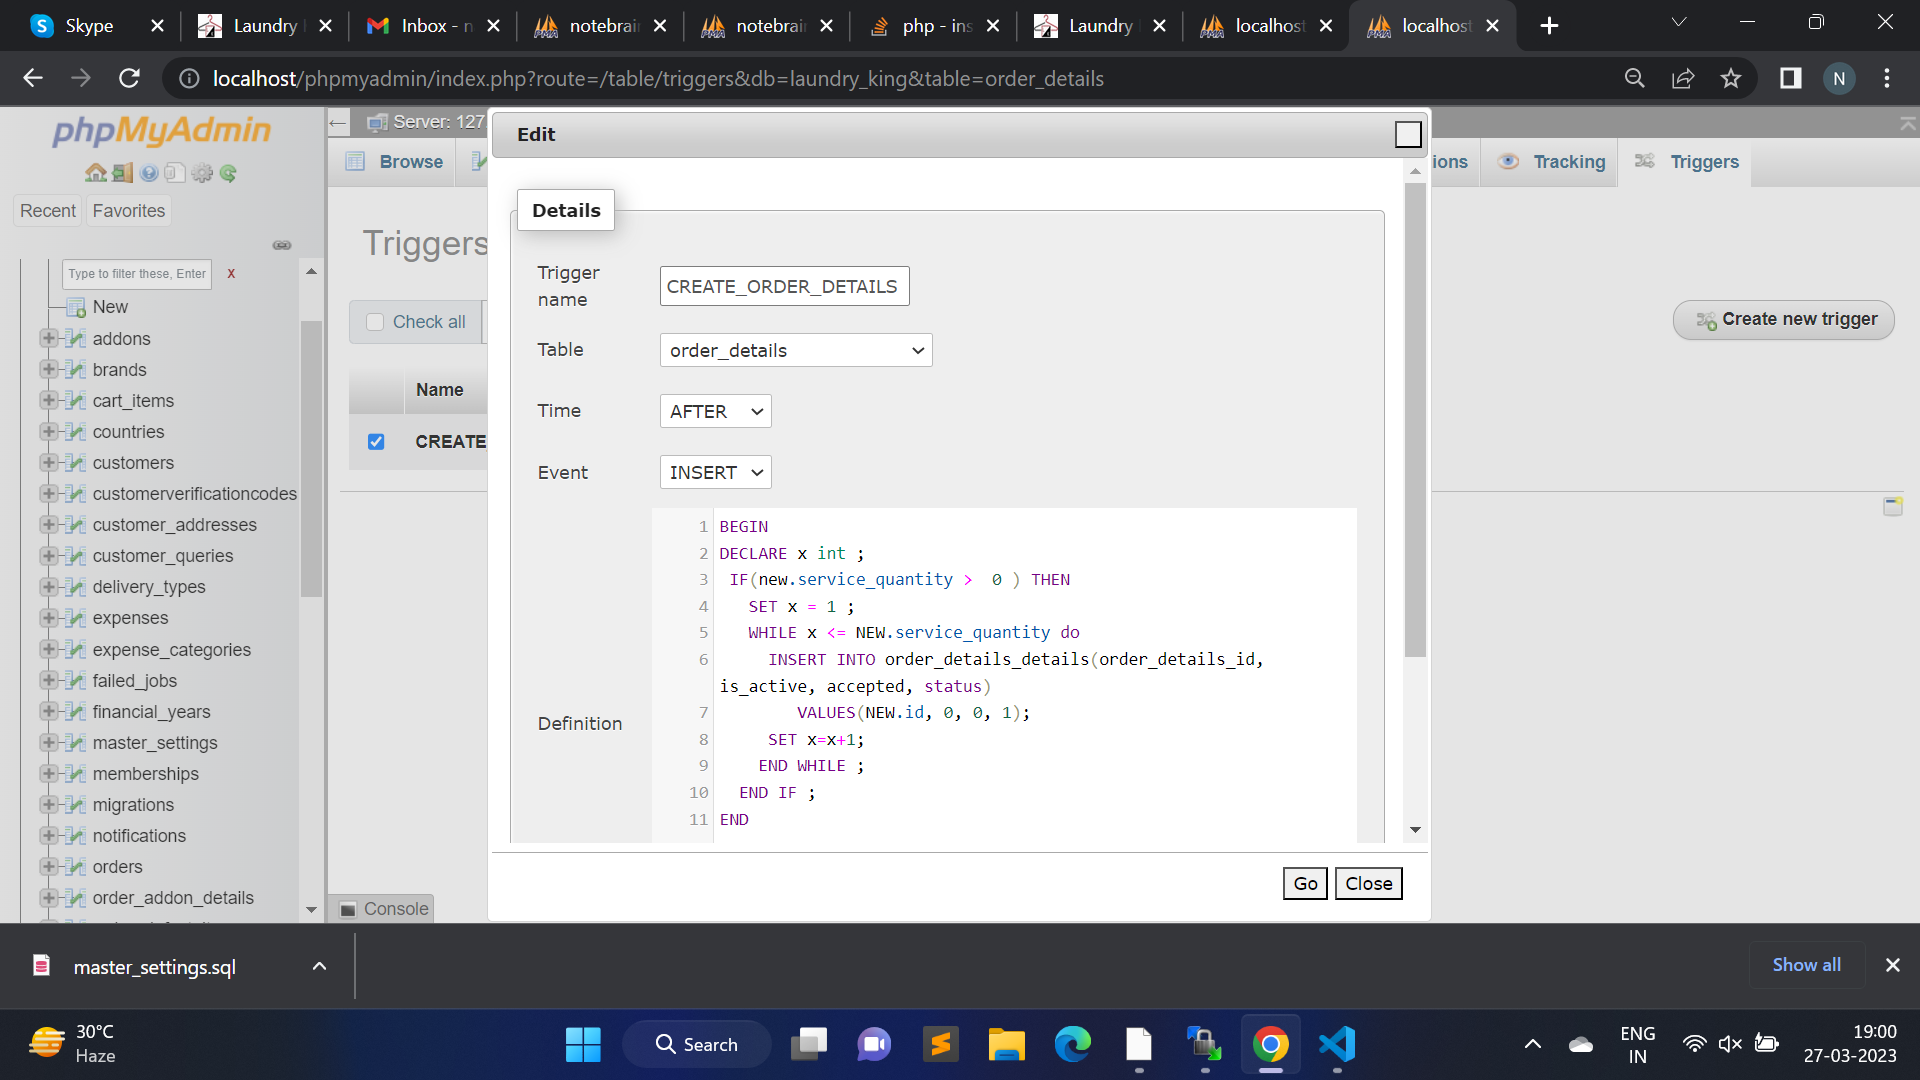 Skype
Laundry
Inbox - n
notebrai
notebrai
php - ins
Laundry
localhost
localhost
localhost/phpmyadmin/index.php?route=/table/triggers&db=laundry_king&table=order_details
N
phpMyAdmin
Recent
Favorites
Type to filter these, Enter
X
New
addons
brands
cart_items
countries
customers
customerverificationcodes
customer_addresses
customer_queries
delivery_types
expenses
expense_categories
failed_jobs
financial_years
master_settings
memberships
migrations
notifications
orders
order_addon_details
Server: 127
Browse
ions
Tracking
Triggers
Triggers
Check all
Name
CREATE
Create new trigger
Console
Edit
Details
Trigger name
CREATE_ORDER_DETAILS
Table
order_details
Time
AFTER
Event
INSERT
Definition
1 BEGIN
2 DECLARE x int ;
3 IF(new.service_quantity > 0 ) THEN
4 SET x = 1 ;
5 WHILE x <= NEW.service_quantity do
6 INSERT INTO order_details_details(order_details_id,
is_active, accepted, status)
7 VALUES(NEW.id, 0, 0, 1);
8 SET x=x+1;
9 END WHILE ;
10 END IF ;
11 END
Go
Close
master_settings.sql
Show all
30°C
Haze
Search
ENG
IN
19:00
27-03-2023